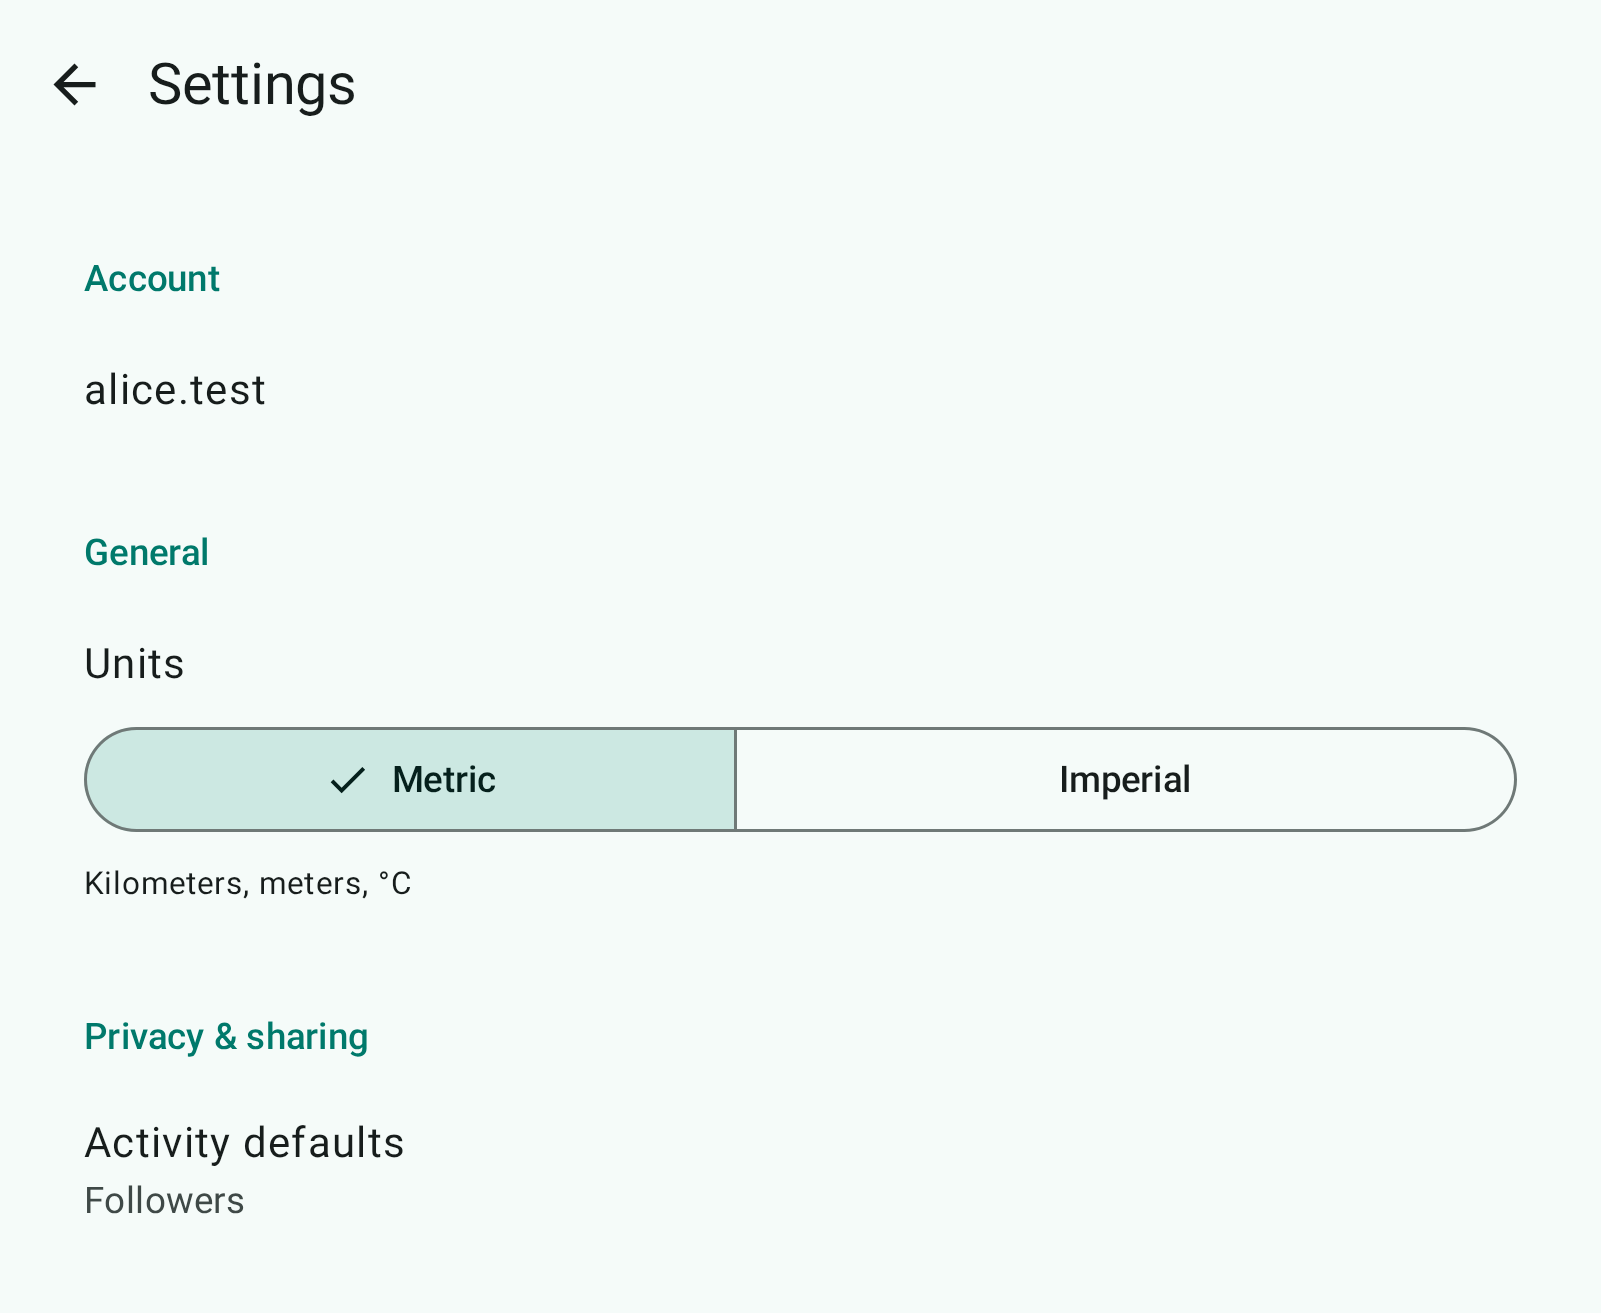 Settings
Account
alice.test
General
Units
Metric
Imperial
Kilometers, meters, °C
Privacy & sharing
Activity defaults
Followers